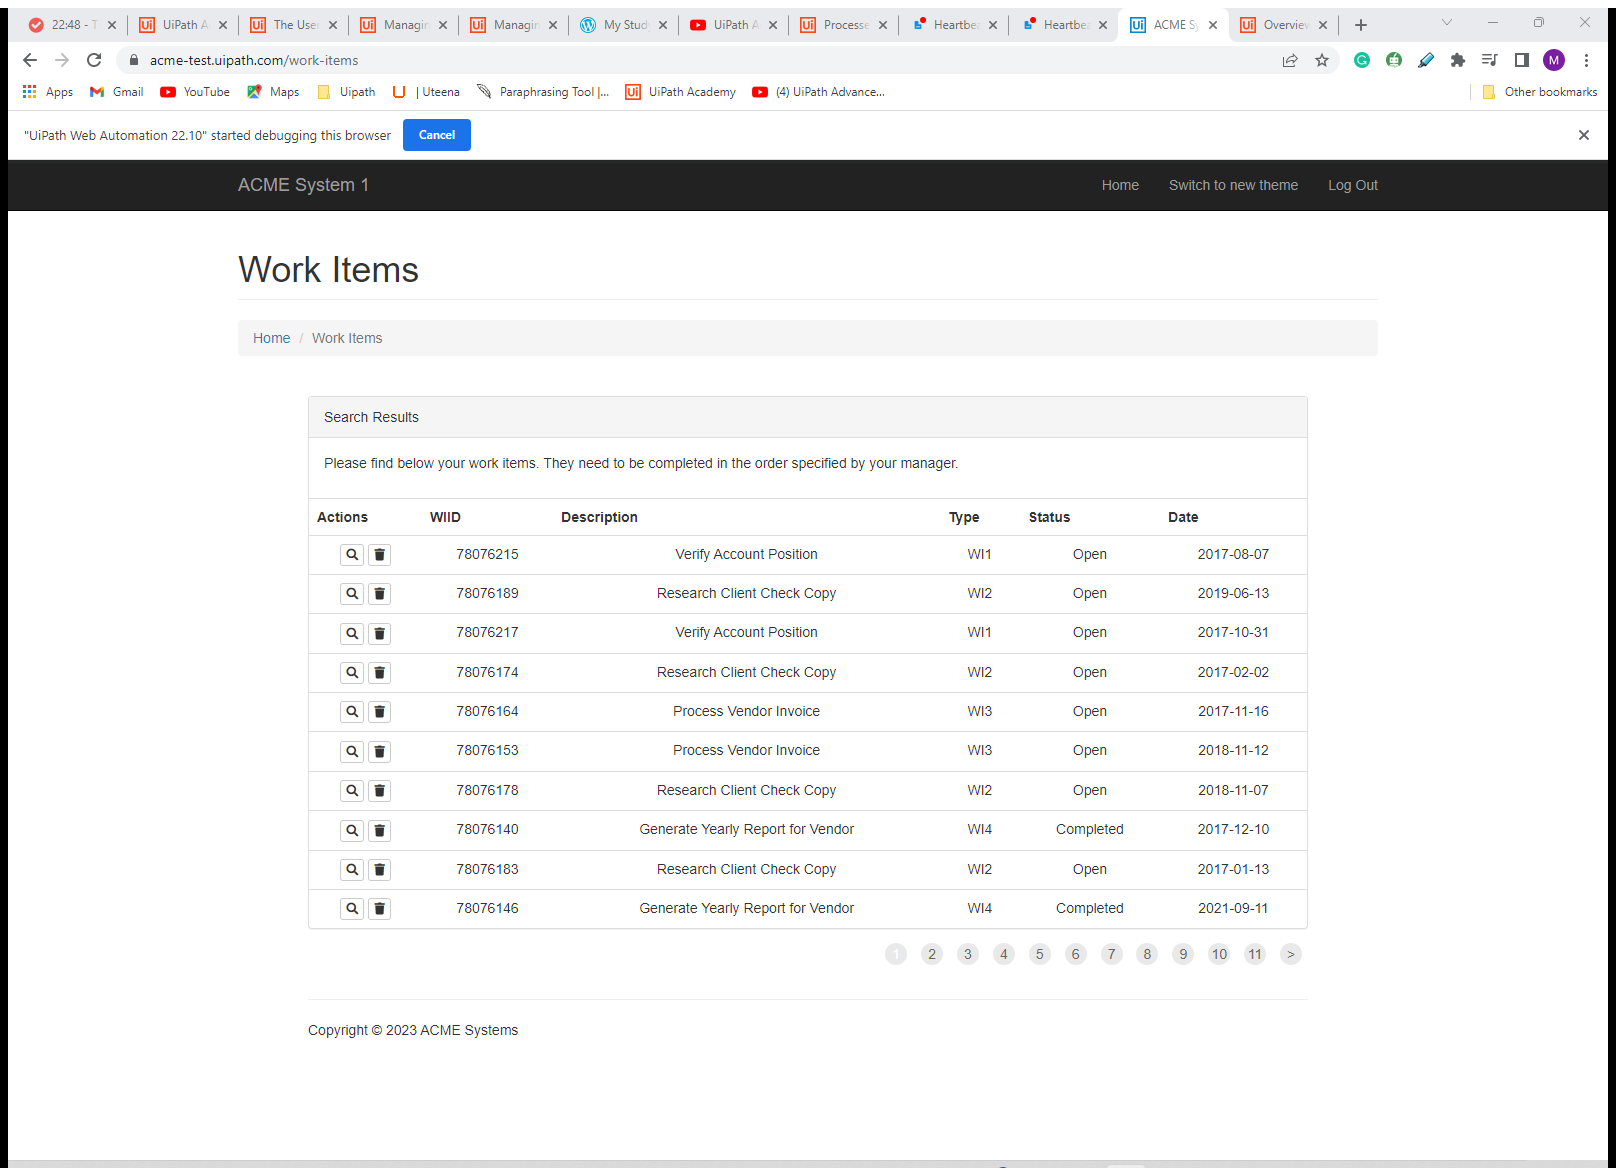 22:48 - T UiPath A The User Managin Managin My Stud UiPath A Processe Heartbea Heartbea ACME Sy Overview
acme-test.uipath.com/work-items M
Apps Gmail YouTube Maps Uipath | Uteena Paraphrasing Tool |... UiPath Academy (4) UiPath Advance... Other bookmarks
"UiPath Web Automation 22.10" started debugging this browser Cancel
ACME System 1 Home Switch to new theme Log Out
Work Items
Home / Work Items
Search Results
Please find below your work items. They need to be completed in the order specified by your manager.
Actions WIID Description Type Status Date
78076215 Verify Account Position WI1 Open 2017-08-07
78076189 Research Client Check Copy WI2 Open 2019-06-13
78076217 Verify Account Position WI1 Open 2017-10-31
78076174 Research Client Check Copy WI2 Open 2017-02-02
78076164 Process Vendor Invoice WI3 Open 2017-11-16
78076153 Process Vendor Invoice WI3 Open 2018-11-12
78076178 Research Client Check Copy WI2 Open 2018-11-07
78076140 Generate Yearly Report for Vendor WI4 Completed 2017-12-10
78076183 Research Client Check Copy WI2 Open 2017-01-13
78076146 Generate Yearly Report for Vendor WI4 Completed 2021-09-11
1 2 3 4 5 6 7 8 9 10 11 >
Copyright © 2023 ACME Systems